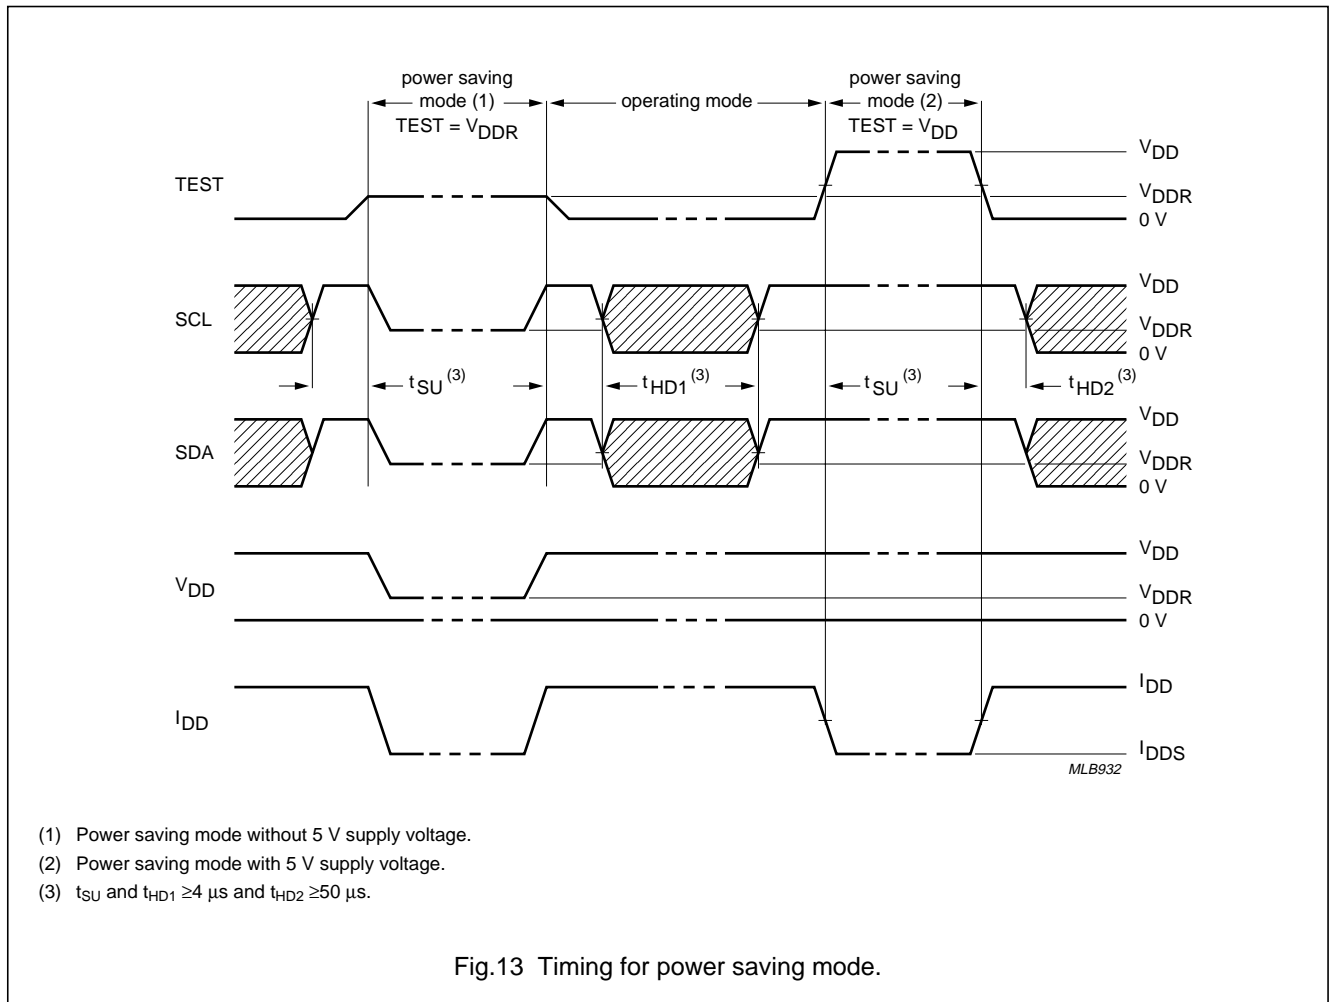 power saving mode (1) TEST = VDDR
operating mode
power saving mode (2) TEST = VDD
TEST
VDD
VDDR
0 V
SCL
VDD
VDDR
0 V
tSU (3)
tHD1 (3)
tSU (3)
tHD2 (3)
SDA
VDD
VDDR
0 V
VDD
VDD
VDDR
0 V
IDD
IDD
IDDS
MLB932
(1) Power saving mode without 5 V supply voltage.
(2) Power saving mode with 5 V supply voltage.
(3) tSU and tHD1 ≥4 μs and tHD2 ≥50 μs.
Fig.13 Timing for power saving mode.